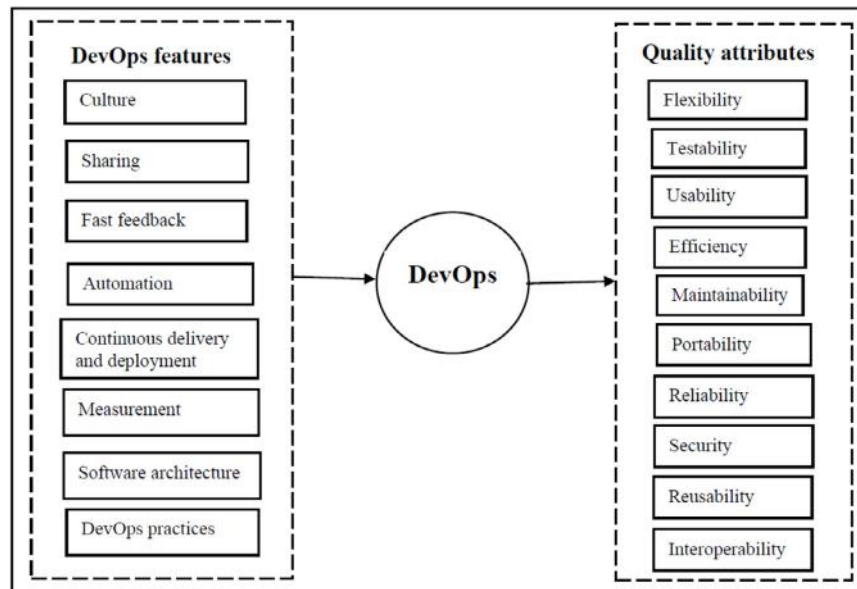 DevOps features
Culture
Sharing
Fast feedback
Automation
Continuous delivery
and deployment
Measurement
Software architecture
DevOps practices
DevOps
Quality attributes
Flexibility
Testability
Usability
Efficiency
Maintainability
Portability
Reliability
Security
Reusability
Interoperability